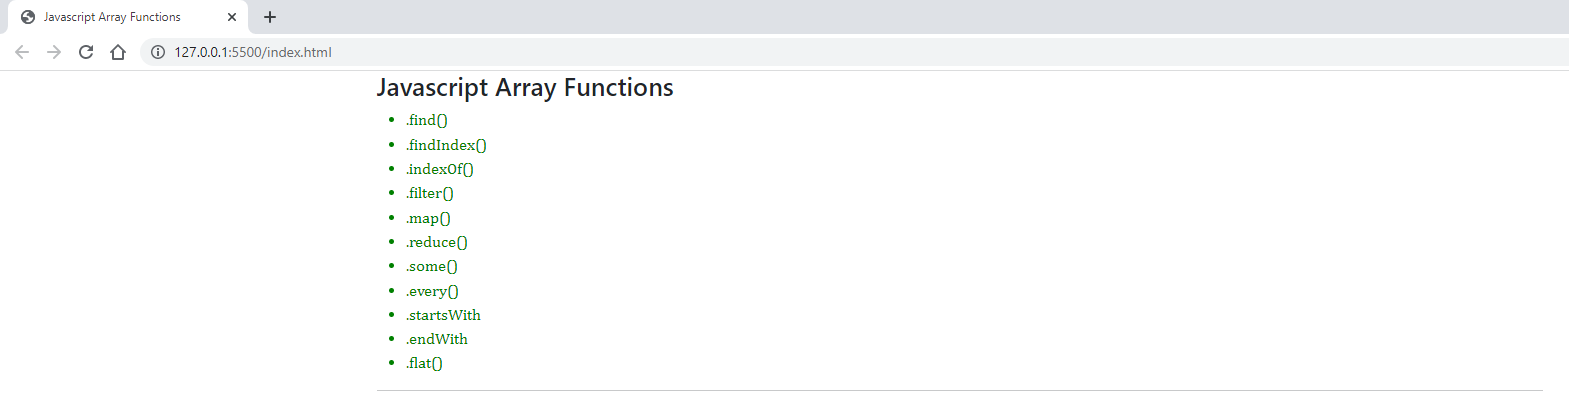 Javascript Array Functions
127.0.0.1:5500/index.html
Javascript Array Functions
.find()
.findIndex()
.indexOf()
.filter()
.map()
.reduce()
.some()
.every()
.startsWith
.endWith
.flat()